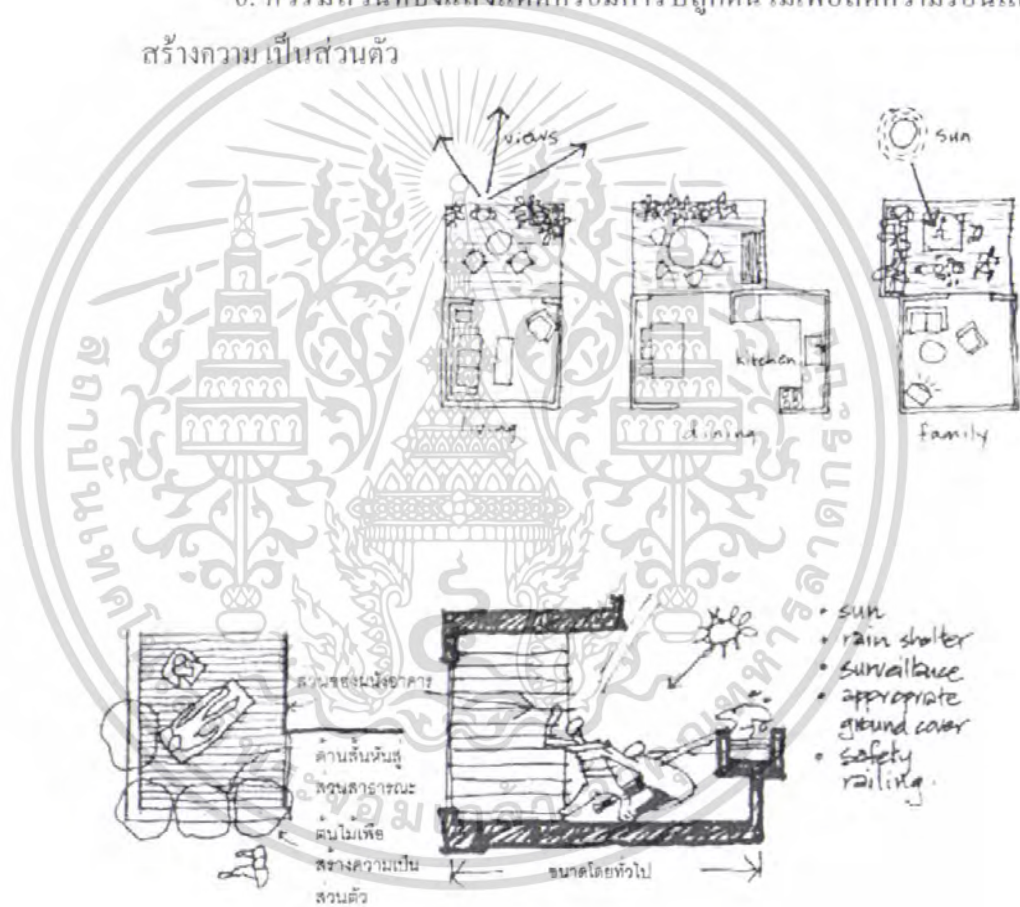 สร้างความ เป็นส่วนตัว
views
sun
kitchen
living
dining
family
ส่วนของผนังอาคาร
ด้านสั้นหันสู่
ส่วนสาธารณะ
ต้นไม้เพื่อ
สร้างความเป็น
ส่วนตัว
ขนาดโดยทั่วไป
• sun
• rain shelter
• surveillance
• appropriate
ground cover
• safety
railing.